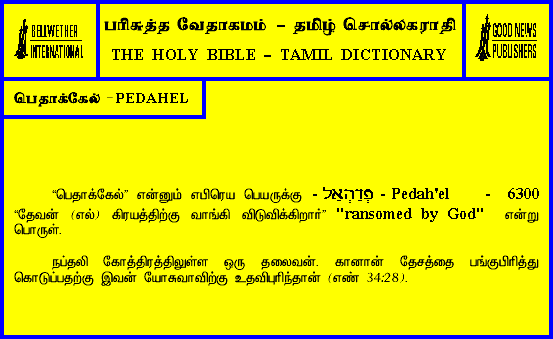 BELLWETHER
INTERNATIONAL
பரிசுத்த வேதாகமம் – தமிழ் சொல்லகராதி
THE HOLY BIBLE – TAMIL DICTIONARY
GOOD NEWS
PUBLISHERS
பெதாக்கேல் - PEDAHEL
“பெதாக்கேல்” என்னும் எபிரெய பெயருக்கு - פְּדַהְאֵל - Pedah'el - 6300
“தேவன் (எல்) கிரயத்திற்கு வாங்கி விடுவிக்கிறார்” "ransomed by God" என்று
பொருள்.
நப்தலி கோத்திரத்திலுள்ள ஒரு தலைவன். கானான் தேசத்தை பங்குபிரித்து
கொடுப்பதற்கு இவன் யோசுவாவிற்கு உதவிபுரிந்தான் (எண் 34:28).